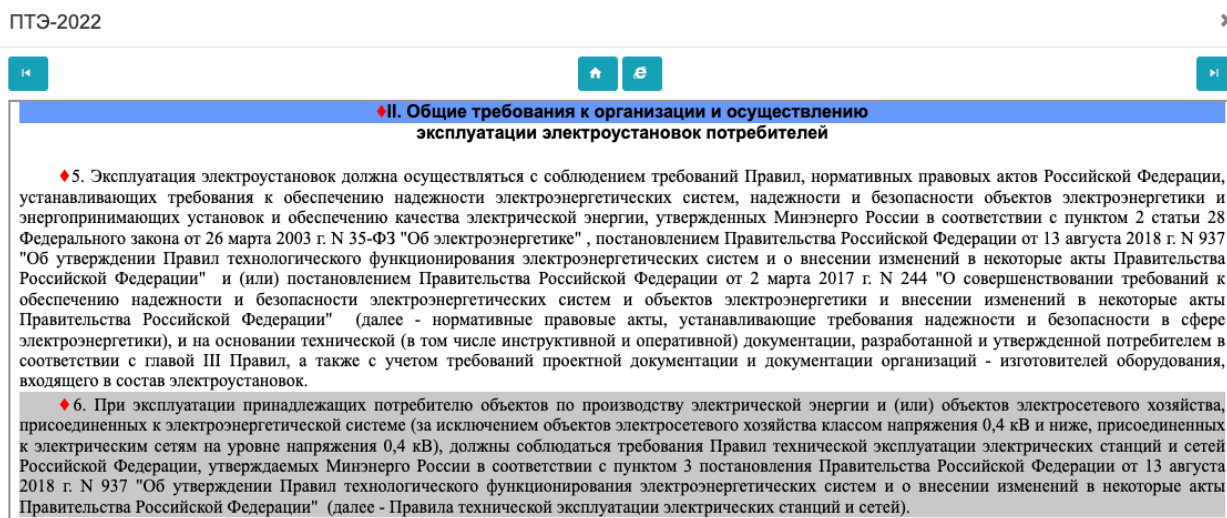 ПТЭ-2022
♦II. Общие требования к организации и осуществлению
эксплуатации электроустановок потребителей
♦5. Эксплуатация электроустановок должна осуществляться с соблюдением требований Правил, нормативных правовых актов Российской Федерации,
устанавливающих требования к обеспечению надежности электроэнергетических систем, надежности и безопасности объектов электроэнергетики и
энергопринимающих установок и обеспечению качества электрической энергии, утвержденных Минэнерго России в соответствии с пунктом 2 статьи 28
Федерального закона от 26 марта 2003 г. N 35-ФЗ "Об электроэнергетике" , постановлением Правительства Российской Федерации от 13 августа 2018 г. N 937
"Об утверждении Правил технологического функционирования электроэнергетических систем и о внесении изменений в некоторые акты Правительства
Российской Федерации" и (или) постановлением Правительства Российской Федерации от 2 марта 2017 г. N 244 "О совершенствовании требований к
обеспечению надежности и безопасности электроэнергетических систем и объектов электроэнергетики и внесении изменений в некоторые акты
Правительства Российской Федерации" (далее - нормативные правовые акты, устанавливающие требования надежности и безопасности в сфере
электроэнергетики), и на основании технической (в том числе инструктивной и оперативной) документации, разработанной и утвержденной потребителем в
соответствии с главой III Правил, а также с учетом требований проектной документации и документации организаций - изготовителей оборудования,
входящего в состав электроустановок.
♦6. При эксплуатации принадлежащих потребителю объектов по производству электрической энергии и (или) объектов электросетевого хозяйства,
присоединенных к электроэнергетической системе (за исключением объектов электросетевого хозяйства классом напряжения 0,4 кВ и ниже, присоединенных
к электрическим сетям на уровне напряжения 0,4 кВ), должны соблюдаться требования Правил технической эксплуатации электрических станций и сетей
Российской Федерации, утверждаемых Минэнерго России в соответствии с пунктом 3 постановления Правительства Российской Федерации от 13 августа
2018 г. N 937 "Об утверждении Правил технологического функционирования электроэнергетических систем и о внесении изменений в некоторые акты
Правительства Российской Федерации" (далее - Правила технической эксплуатации электрических станций и сетей).